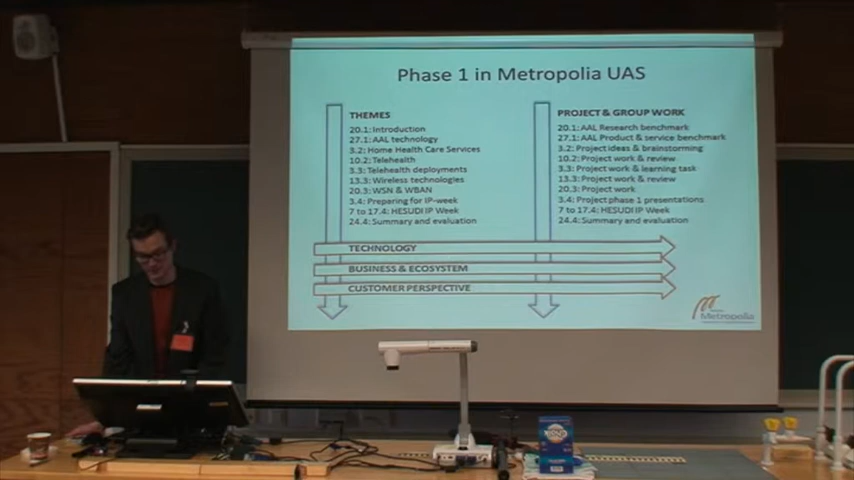 Phase 1 in Metropolia UAS
THEMES
20.1: Introduction
27.1: AAL technology
3.2: Home Health Care Services
10.2: Telehealth
3.3: Telehealth deployments
13.3: Wireless technologies
20.3: WSN & WBAN
3.4: Preparing for IP-week
7 to 17.4: HESUDI IP Week
24.4: Summary and evaluation
PROJECT & GROUP WORK
20.1: AAL Research benchmark
27.1: AAL Product & service benchmark
3.2: Project ideas & brainstorming
10.2: Project work & review
3.3: Project work & learning task
13.3: Project work & review
20.3: Project work
3.4: Project phase 1 presentations
7 to 17.4: HESUDI IP Week
24.4: Summary and evaluation
TECHNOLOGY
BUSINESS & ECOSYSTEM
CUSTOMER PERSPECTIVE
Metropolia